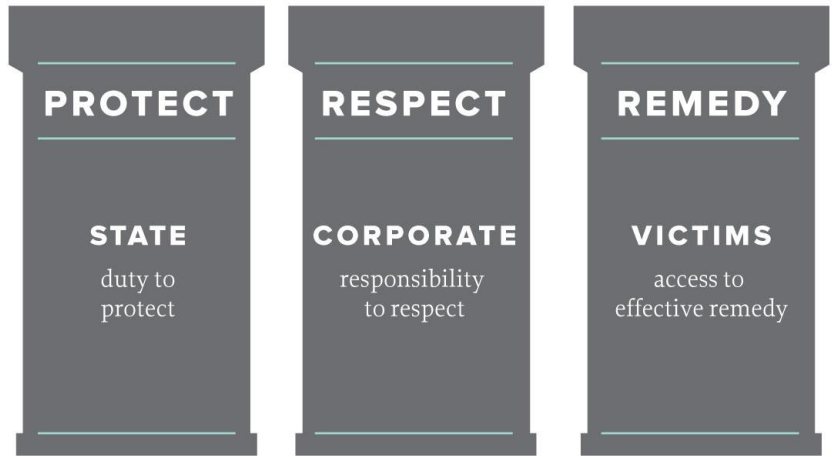 PROTECT
STATE
duty to
protect
RESPECT
CORPORATE
responsibility
to respect
REMEDY
VICTIMS
access to
effective remedy